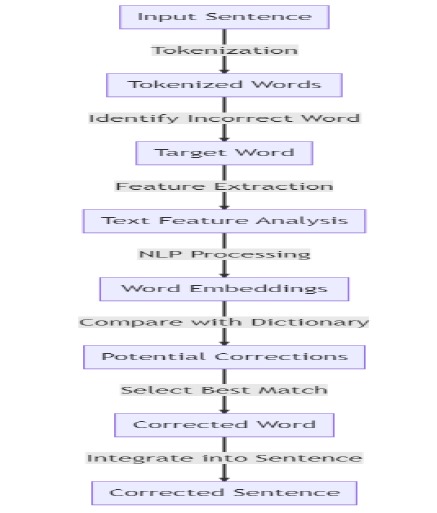 Input Sentence
Tokenization
Tokenized Words
Identify Incorrect Word
Target Word
Feature Extraction
Text Feature Analysis
NLP Processing
Word Embeddings
Compare with Dictionary
Potential Corrections
Select Best Match
Corrected Word
Integrate into Sentence
Corrected Sentence